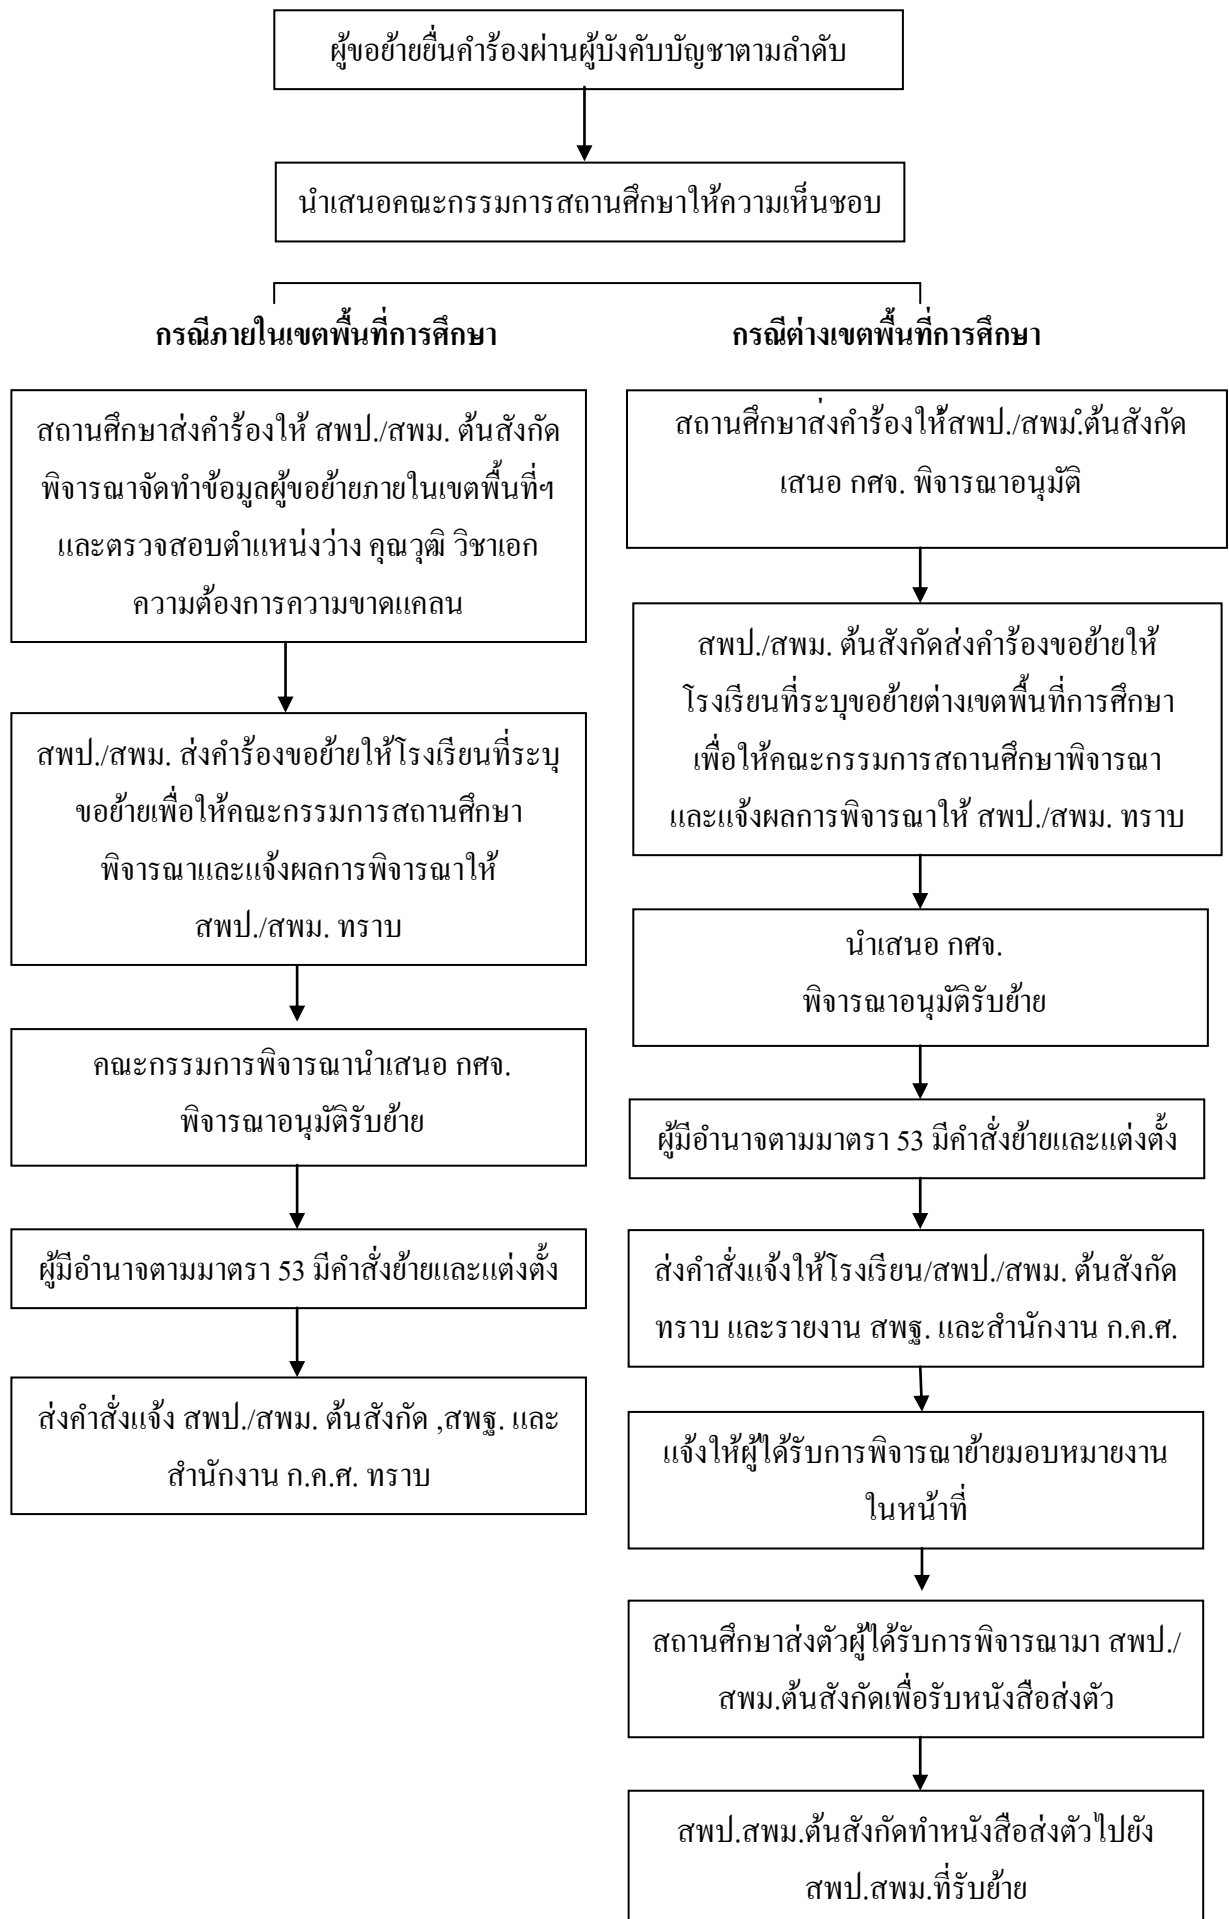 ผู้ขอย้ายยื่นคำร้องผ่านผู้บังคับบัญชาตามลำดับ
นำเสนอคณะกรรมการสถานศึกษาให้ความเห็นชอบ
กรณีภายในเขตพื้นที่การศึกษา
สถานศึกษาส่งคำร้องให้ สพป./สพม. ต้นสังกัด
พิจารณาจัดทำข้อมูลผู้ขอย้ายภายในเขตพื้นที่ฯ
และตรวจสอบตำแหน่งว่าง คุณวุฒิ วิชาเอก
ความต้องการความขาดแคลน
สพป./สพม. ส่งคำร้องขอย้ายให้โรงเรียนที่ระบุ
ขอย้ายเพื่อให้คณะกรรมการสถานศึกษา
พิจารณาและแจ้งผลการพิจารณาให้
สพป./สพม. ทราบ
คณะกรรมการพิจารณานำเสนอ กศจ.
พิจารณาอนุมัติรับย้าย
ผู้มีอำนาจตามมาตรา 53 มีคำสั่งย้ายและแต่งตั้ง
ส่งคำสั่งแจ้ง สพป./สพม. ต้นสังกัด ,สพฐ. และ
สำนักงาน ก.ค.ศ. ทราบ
กรณีต่างเขตพื้นที่การศึกษา
สถานศึกษาส่งคำร้องให้สพป./สพม.ต้นสังกัด
เสนอ กศจ. พิจารณาอนุมัติ
สพป./สพม. ต้นสังกัดส่งคำร้องขอย้ายให้
โรงเรียนที่ระบุขอย้ายต่างเขตพื้นที่การศึกษา
เพื่อให้คณะกรรมการสถานศึกษาพิจารณา
และแจ้งผลการพิจารณาให้ สพป./สพม. ทราบ
นำเสนอ กศจ.
พิจารณาอนุมัติรับย้าย
ผู้มีอำนาจตามมาตรา 53 มีคำสั่งย้ายและแต่งตั้ง
ส่งคำสั่งแจ้งให้โรงเรียน/สพป./สพม. ต้นสังกัด
ทราบ และรายงาน สพฐ. และสำนักงาน ก.ค.ศ.
แจ้งให้ผู้ได้รับการพิจารณาย้ายมอบหมายงาน
ในหน้าที่
สถานศึกษาส่งตัวผู้ได้รับการพิจารณามา สพป./
สพม.ต้นสังกัดเพื่อรับหนังสือส่งตัว
สพป.สพม.ต้นสังกัดทำหนังสือส่งตัวไปยัง
สพป.สพม.ที่รับย้าย